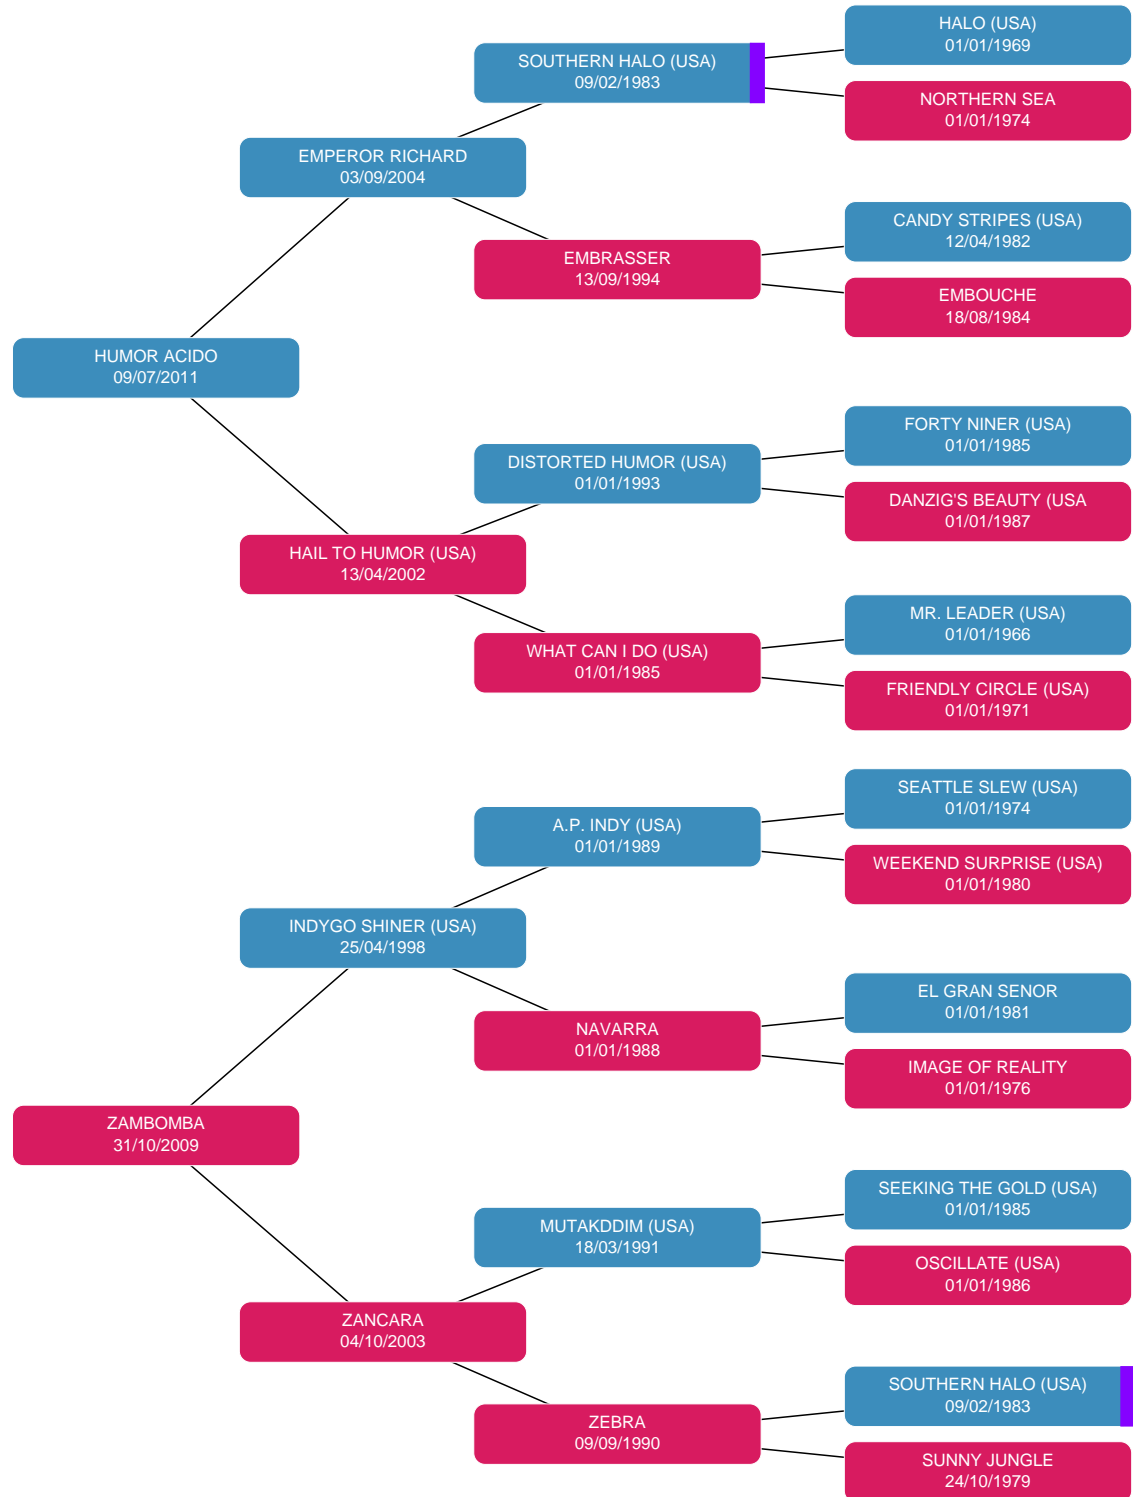 HALO (USA)
01/01/1969
SOUTHERN HALO (USA)
09/02/1983
NORTHERN SEA
01/01/1974
EMPEROR RICHARD
03/09/2004
CANDY STRIPES (USA)
12/04/1982
EMBRASSER
13/09/1994
EMBOUCHE
18/08/1984
HUMOR ACIDO
09/07/2011
FORTY NINER (USA)
01/01/1985
DISTORTED HUMOR (USA)
01/01/1993
DANZIG'S BEAUTY (USA
01/01/1987
HAIL TO HUMOR (USA)
13/04/2002
MR. LEADER (USA)
01/01/1966
WHAT CAN I DO (USA)
01/01/1985
FRIENDLY CIRCLE (USA)
01/01/1971
SEATTLE SLEW (USA)
01/01/1974
A.P. INDY (USA)
01/01/1989
WEEKEND SURPRISE (USA)
01/01/1980
INDYGO SHINER (USA)
25/04/1998
EL GRAN SENOR
01/01/1981
NAVARRA
01/01/1988
IMAGE OF REALITY
01/01/1976
ZAMBOMBA
31/10/2009
SEEKING THE GOLD (USA)
01/01/1985
MUTAKDDIM (USA)
18/03/1991
OSCILLATE (USA)
01/01/1986
ZANCARA
04/10/2003
SOUTHERN HALO (USA)
09/02/1983
ZEBRA
09/09/1990
SUNNY JUNGLE
24/10/1979